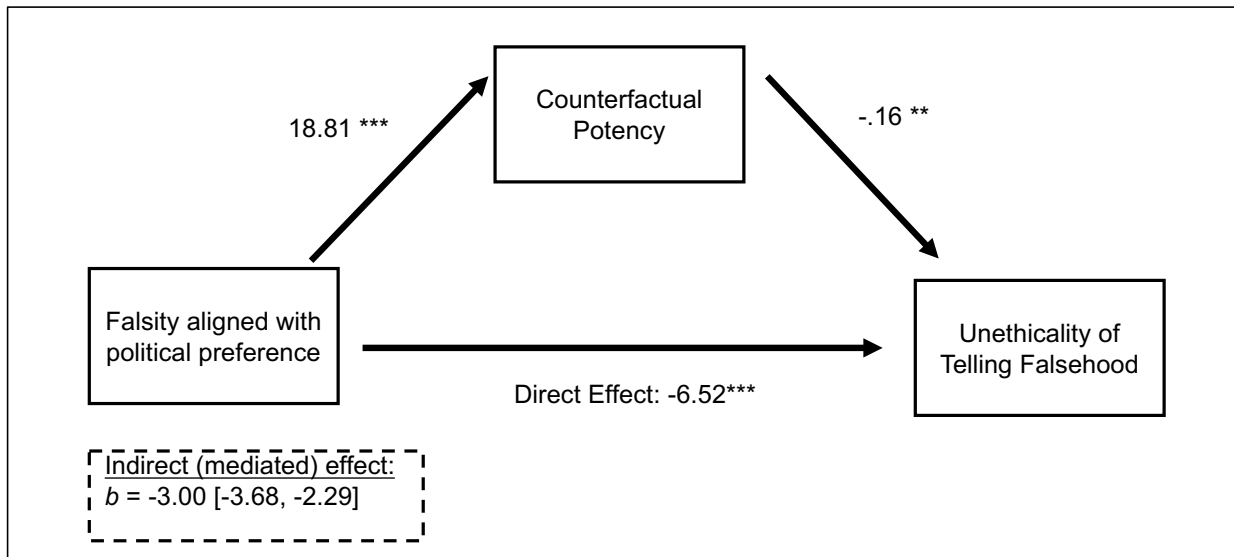 Counterfactual
Potency
18.81 ***
-.16 **
Falsity aligned with
political preference
Unethicality of
Telling Falsehood
Direct Effect: -6.52***
Indirect (mediated) effect:
b = -3.00 [-3.68, -2.29]